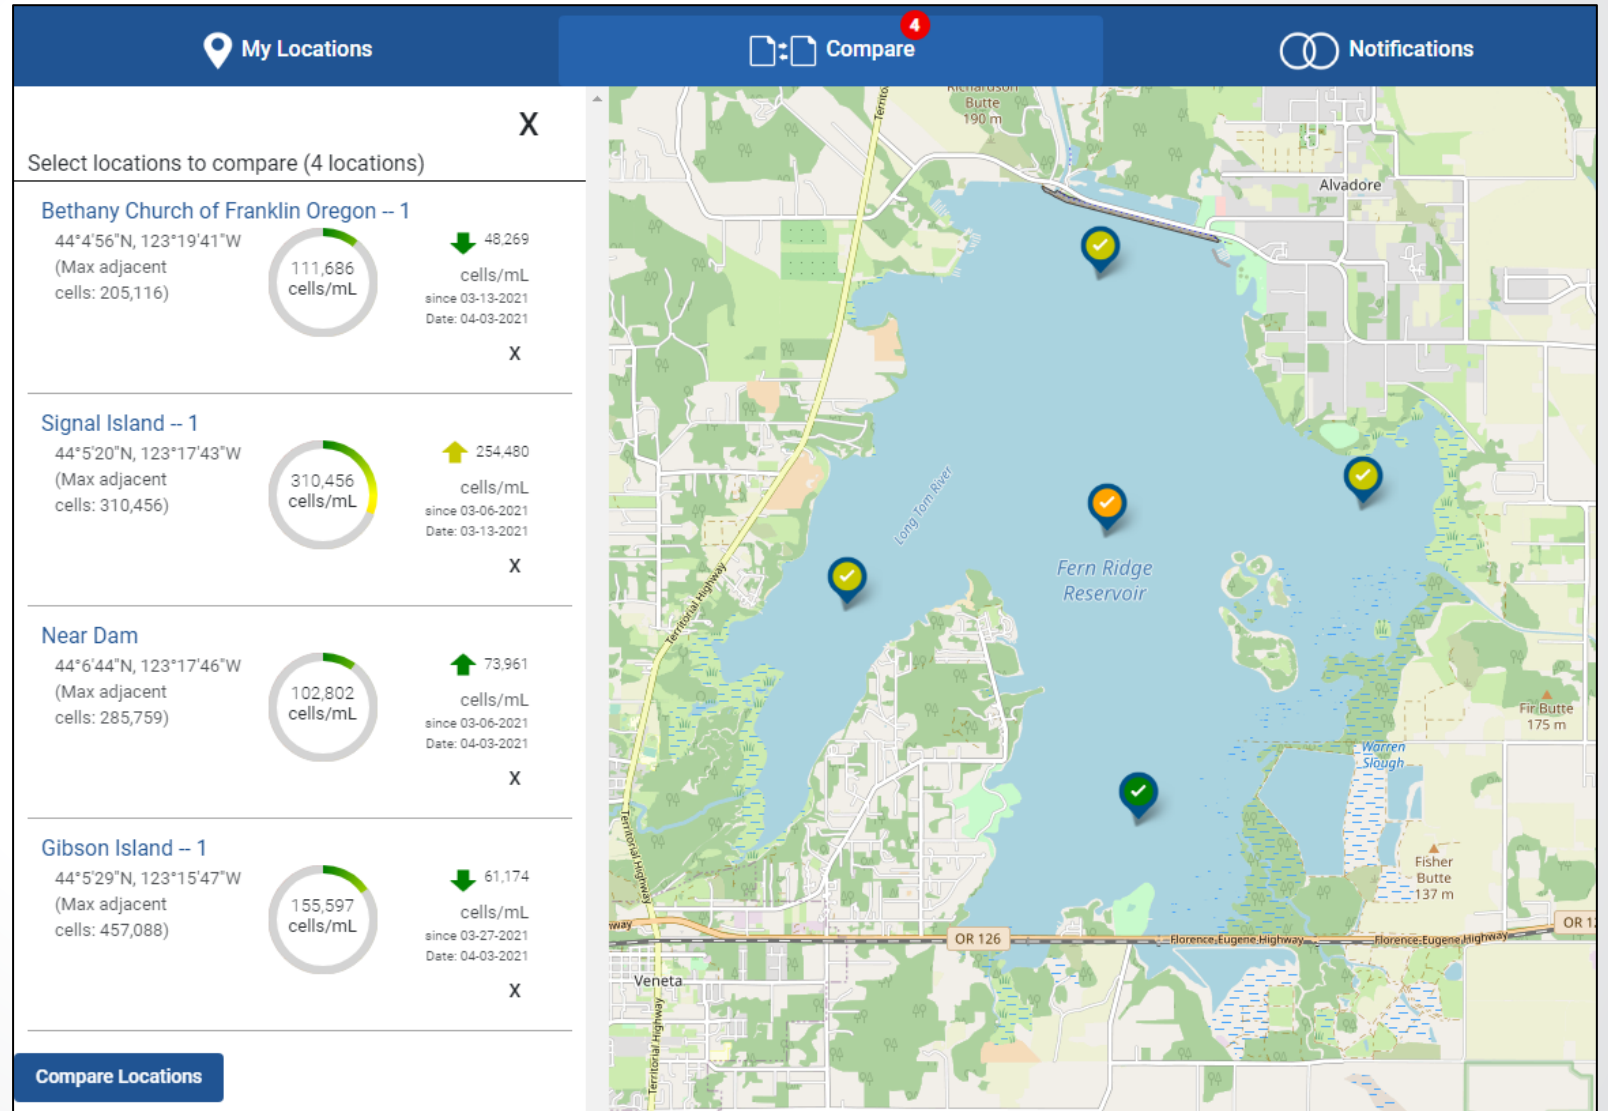 My Locations
Compare
4
Notifications
X
Select locations to compare (4 locations)
Bethany Church of Franklin Oregon -- 1
44°4'56"N, 123°19'41"W
(Max adjacent
cells: 205,116)
111,686
cells/mL
48,269
cells/mL
since 03-13-2021
Date: 04-03-2021
X
Signal Island -- 1
44°5'20"N, 123°17'43"W
(Max adjacent
cells: 310,456)
310,456
cells/mL
254,480
cells/mL
since 03-06-2021
Date: 03-13-2021
X
Near Dam
44°6'44"N, 123°17'46"W
(Max adjacent
cells: 285,759)
102,802
cells/mL
73,961
cells/mL
since 03-06-2021
Date: 04-03-2021
X
Gibson Island -- 1
44°5'29"N, 123°15'47"W
(Max adjacent
cells: 457,088)
155,597
cells/mL
61,174
cells/mL
since 03-27-2021
Date: 04-03-2021
X
Compare Locations
Richardson
Butte
190 m
Territo
Alvadore
Long Tom River
Territorial Highway
Fern Ridge
Reservoir
Fir Butte
175 m
Warren
Slough
Territorial Highway
Fisher
Butte
137 m
way
OR 126
Florence-Eugene Highway
Florence-Eugene Highway
OR 12
Veneta
Territorial Highway